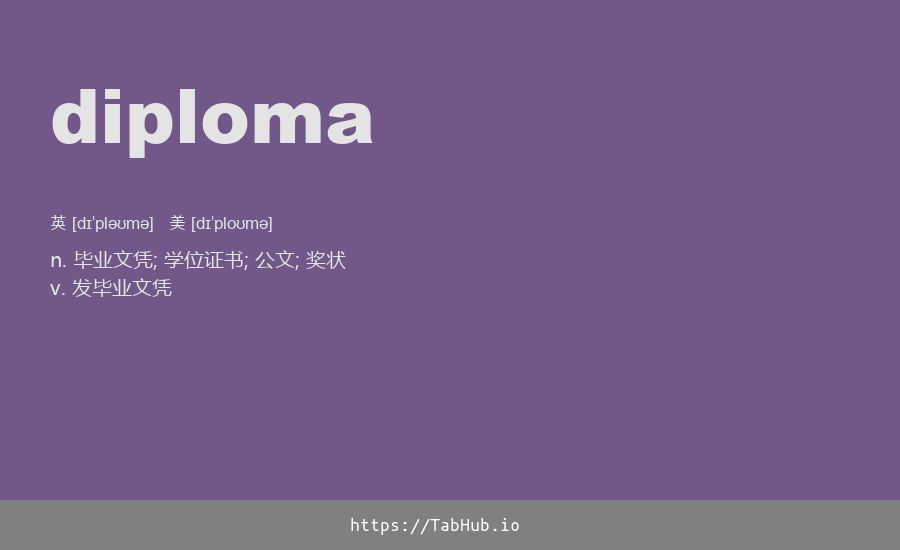 diploma
英 [dɪˈpləʊmə]   美 [dɪˈploʊmə]
n. 毕业文凭; 学位证书; 公文; 奖状
v. 发毕业文凭
https://TabHub.io